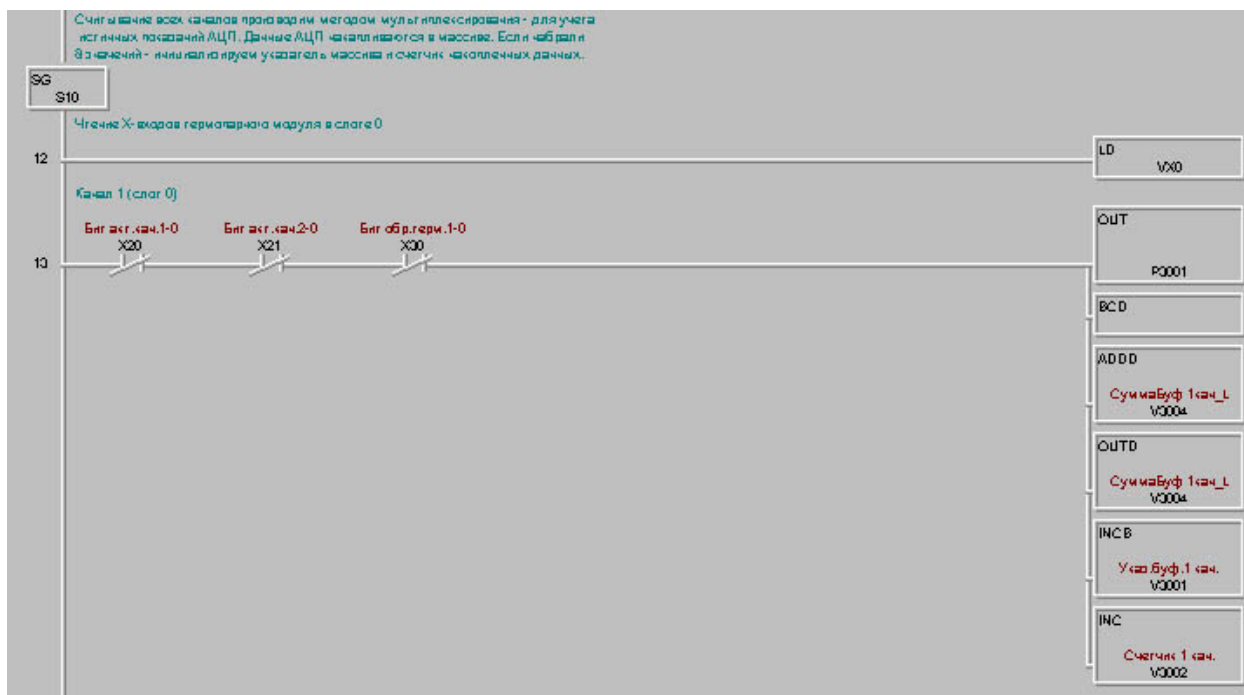 Считывание всех каналов производим методом мультиплексирования - для учета
истинных показаний АЦП. Данные АЦП накапливаются в массиве. Если набрали
8 значений - инициализируем указатель массива и счетчик накопленных данных.
SG
S10
Чтение X-входов термопарного модуля в слоте 0
12
LD
VX0
Канал 1 (слот 0)
Бит акт.кан.1-0
Бит акт.кан.2-0
Бит обр.терм.1-0
X20
X21
X30
13
OUT
P3001
BCD
ADDD
СуммаБуф 1кан_L
V3004
OUTD
СуммаБуф 1кан_L
V3004
INCB
Указ.буф.1 кан.
V3001
INC
Счетчик 1 кан.
V3002